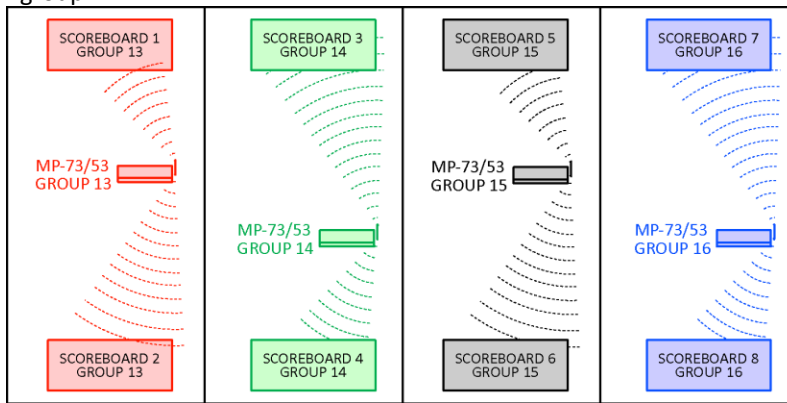 SCOREBOARD 1
GROUP 13
SCOREBOARD 3
GROUP 14
SCOREBOARD 5
GROUP 15
SCOREBOARD 7
GROUP 16
MP-73/53
GROUP 13
MP-73/53
GROUP 14
MP-73/53
GROUP 15
MP-73/53
GROUP 16
SCOREBOARD 2
GROUP 13
SCOREBOARD 4
GROUP 14
SCOREBOARD 6
GROUP 15
SCOREBOARD 8
GROUP 16